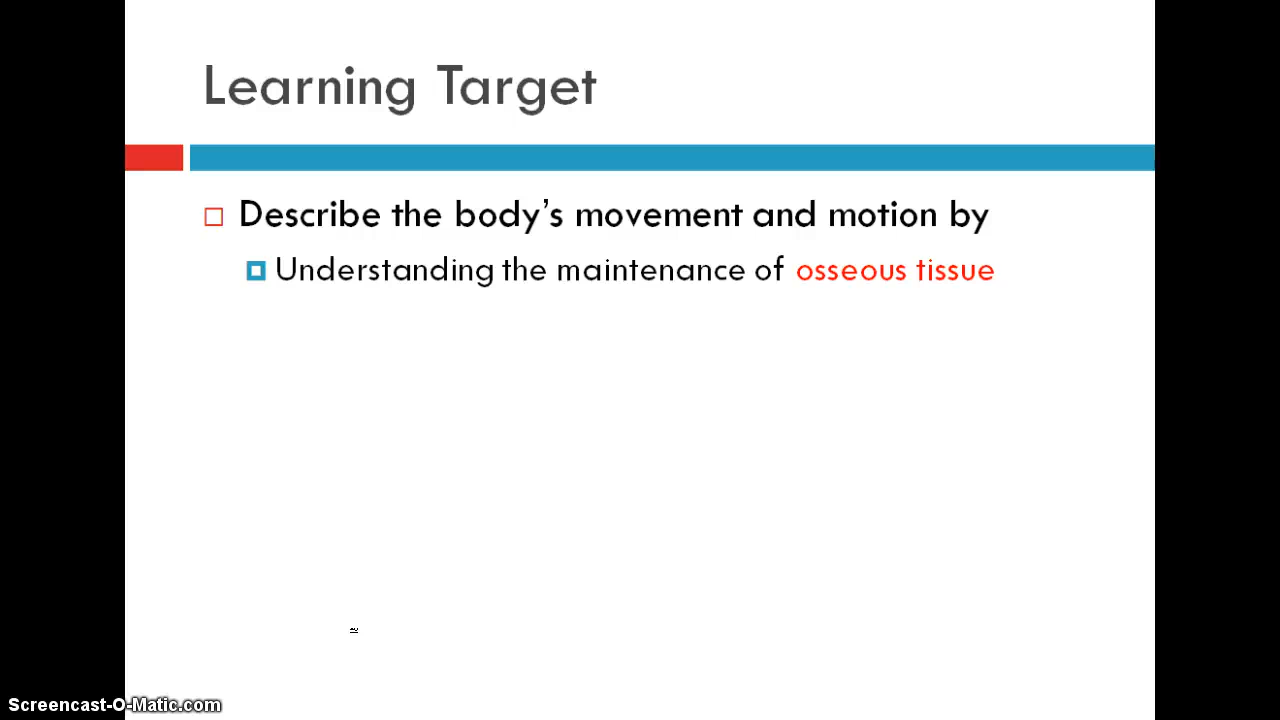 Learning Target
Describe the body’s movement and motion by
Understanding the maintenance of osseous tissue
Screencast-O-Matic.com